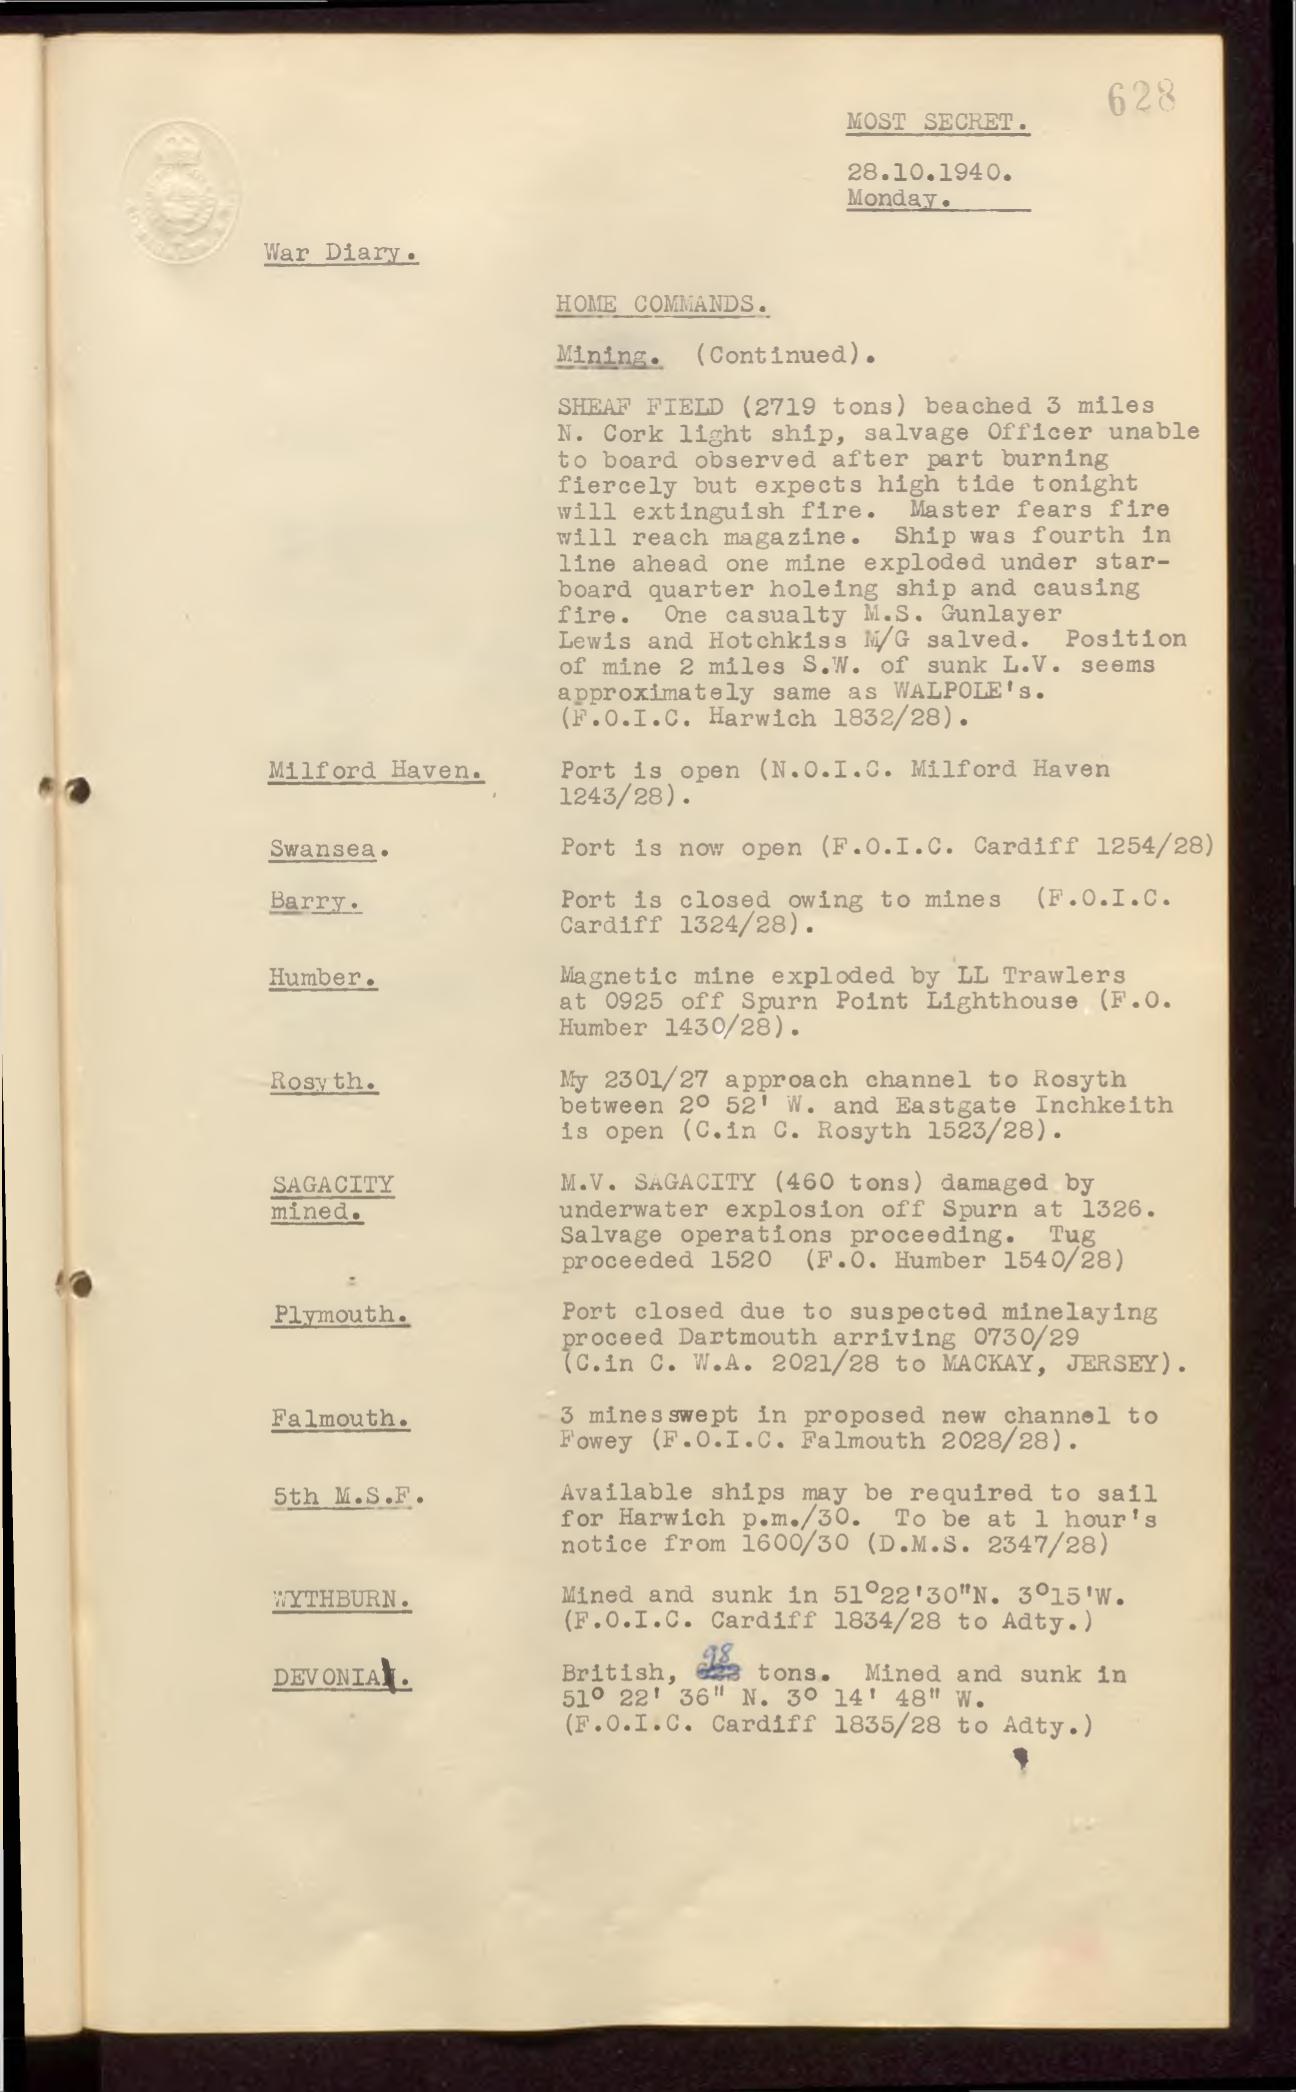 628
MOST SECRET.
28.10.1940.
Monday.
War Diary.
HOME COMMANDS.
Mining. (Continued).
SHEAF FIELD (2719 tons) beached 3 miles
N. Cork light ship, salvage Officer unable
to board observed after part burning
fiercely but expects high tide tonight
will extinguish fire. Master fears fire
will reach magazine. Ship was fourth in
line ahead one mine exploded under star-
board quarter holeing ship and causing
fire. One casualty M.S. Gunlayer
Lewis and Hotchkiss M/G salved. Position
of mine 2 miles S.W. of sunk L.V. seems
approximately same as WALPOLE's.
(F.O.I.C. Harwich 1832/28).
Milford Haven. Port is open (N.O.I.C. Milford Haven
1243/28).
Swansea. Port is now open (F.O.I.C. Cardiff 1254/28)
Barry. Port is closed owing to mines (F.O.I.C.
Cardiff 1324/28).
Humber. Magnetic mine exploded by LL Trawlers
at 0925 off Spurn Point Lighthouse (F.O.
Humber 1430/28).
Rosyth. My 2301/27 approach channel to Rosyth
between 2° 52' W. and Eastgate Inchkeith
is open (C.in C. Rosyth 1523/28).
SAGACITY M.V. SAGACITY (460 tons) damaged by
mined. underwater explosion off Spurn at 1326.
Salvage operations proceeding. Tug
proceeded 1520 (F.O. Humber 1540/28)
Plymouth. Port closed due to suspected minelaying
proceed Dartmouth arriving 0730/29
(C.in C. W.A. 2021/28 to MACKAY, JERSEY).
Falmouth. 3 mines swept in proposed new channel to
Fowey (F.O.I.C. Falmouth 2028/28).
5th M.S.F. Available ships may be required to sail
for Harwich p.m./30. To be at 1 hour's
notice from 1600/30 (D.M.S. 2347/28)
WYTHBURN. Mined and sunk in 51°22'30"N. 3°15'W.
(F.O.I.C. Cardiff 1834/28 to Adty.)
DEVONIA. British, 98 tons. Mined and sunk in
51° 22' 36" N. 3° 14' 48" W.
(F.O.I.C. Cardiff 1835/28 to Adty.)